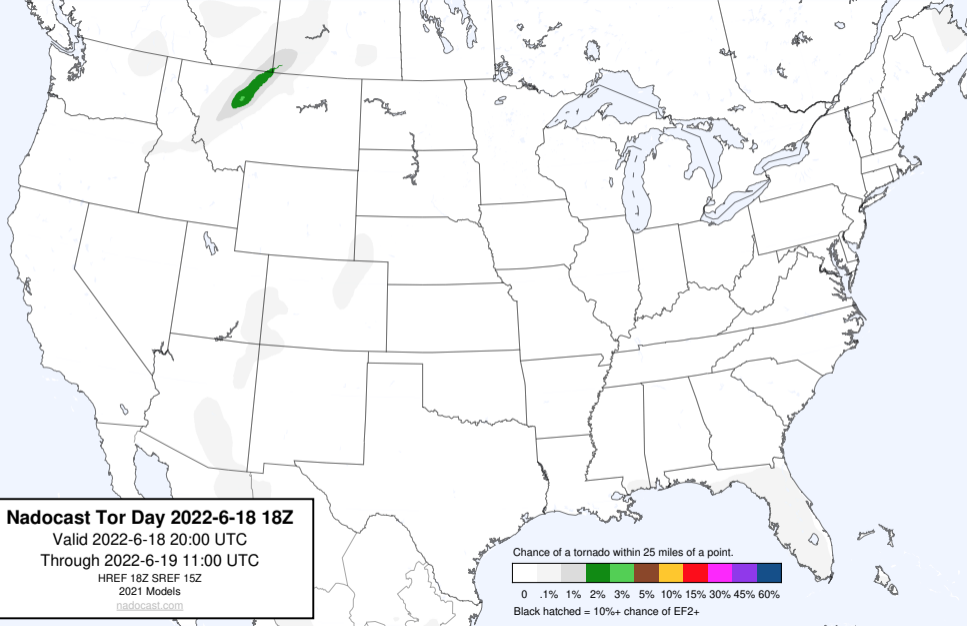 Nadocast Tor Day 2022-6-18 18Z
Valid 2022-6-18 20:00 UTC
Through 2022-6-19 11:00 UTC
HREF 18Z SREF 15Z
2021 Models
nadocast.com
Chance of a tornado within 25 miles of a point.
0 .1% 1% 2% 3% 5% 10% 15% 30% 45% 60%
Black hatched = 10%+ chance of EF2+